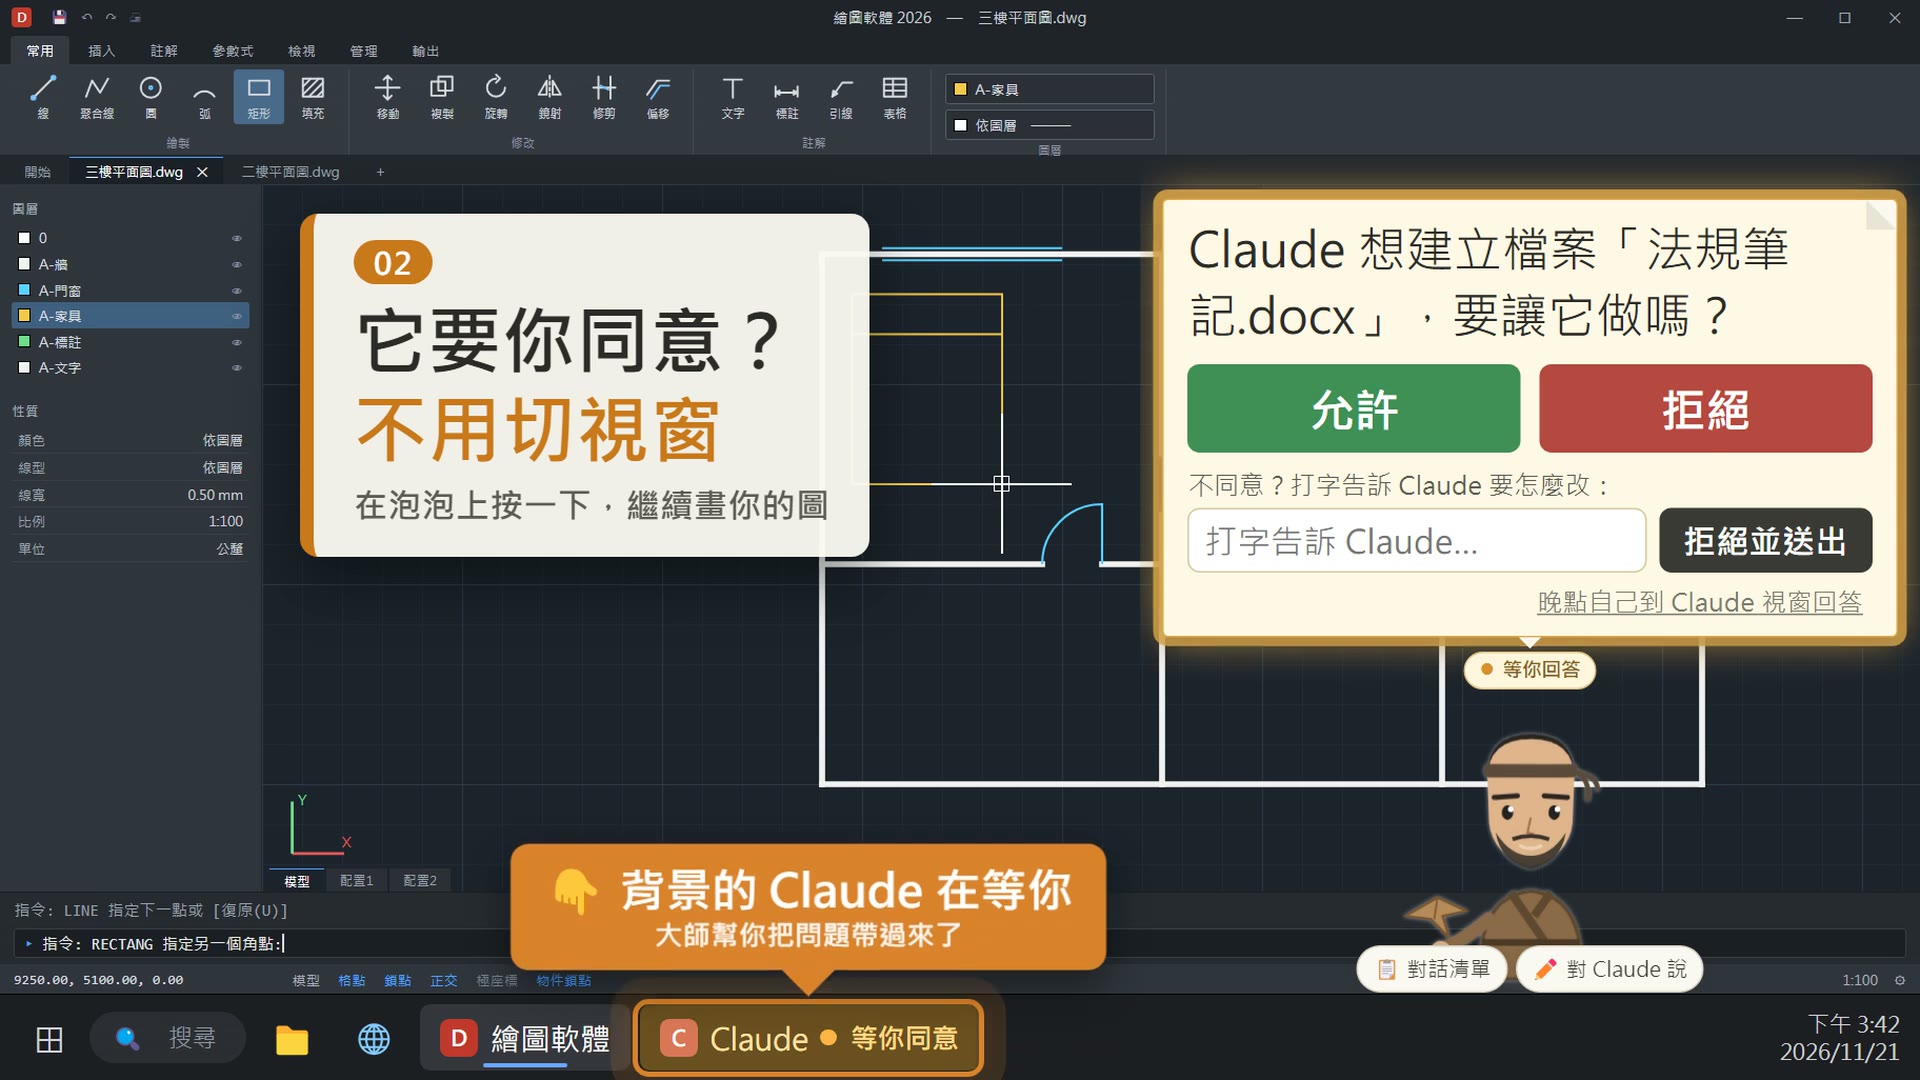 D
繪圖軟體 2026 — 三樓平面圖.dwg
常用 插入 註解 參數式 檢視 管理 輸出
線 聚合線 圓 弧 矩形 填充
移動 複製 旋轉 鏡射 修剪 偏移
文字 標註 引線 表格
A-家具
依圖層
繪製 修改 註解 圖層
開始 三樓平面圖.dwg 二樓平面圖.dwg +
圖層
0
A-牆
A-門窗
A-家具
A-標註
A-文字
性質
顏色 依圖層
線型 依圖層
線寬 0.50 mm
比例 1:100
單位 公釐
02
它要你同意？
不用切視窗
在泡泡上按一下，繼續畫你的圖
Claude 想建立檔案「法規筆
記.docx」，要讓它做嗎？
允許 拒絕
不同意？打字告訴 Claude 要怎麼改：
打字告訴 Claude... 拒絕並送出
晚點自己到 Claude 視窗回答
等你回答
Y
X
模型 配置1 配置2
指令: LINE 指定下一點或 [復原(U)]
指令: RECTANG 指定另一個角點:
背景的 Claude 在等你
大師幫你把問題帶過來了
對話清單 對 Claude 說
9250.00, 5100.00, 0.00 模型 格點 鎖點 正交 極座標 物件鎖點 1:100
搜尋 D 繪圖軟體 C Claude 等你同意
下午 3:42
2026/11/21